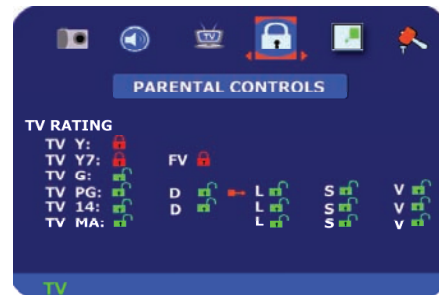 TV
PARENTAL CONTROLS
TV RATING
TV Y:
TV Y7: FV
TV G:
TV PG: D L S V
TV 14: D L S V
TV MA: L S V
TV